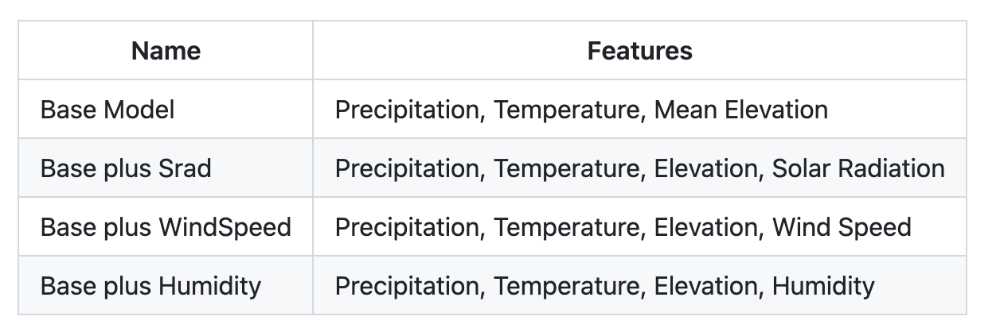 Name Features
Base Model Precipitation, Temperature, Mean Elevation
Base plus Srad Precipitation, Temperature, Elevation, Solar Radiation
Base plus WindSpeed Precipitation, Temperature, Elevation, Wind Speed
Base plus Humidity Precipitation, Temperature, Elevation, Humidity